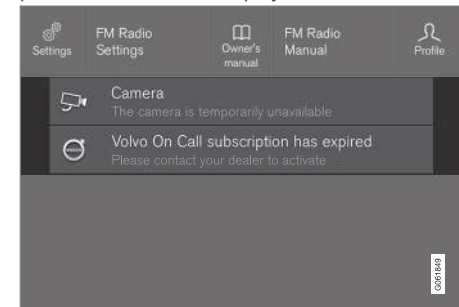 Settings
FM Radio
Settings
Owner's
manual
FM Radio
Manual
Profile
Camera
The camera is temporarily unavailable
Volvo On Call subscription has expired
Please contact your dealer to activate
G061849